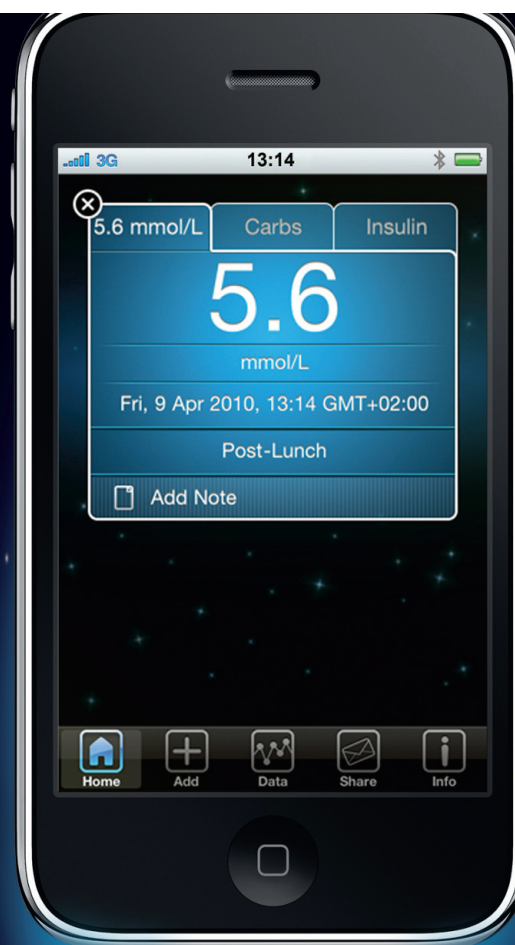 3G 13:14
5.6 mmol/L Carbs Insulin
5.6
mmol/L
Fri, 9 Apr 2010, 13:14 GMT+02:00
Post-Lunch
Add Note
Home Add Data Share Info